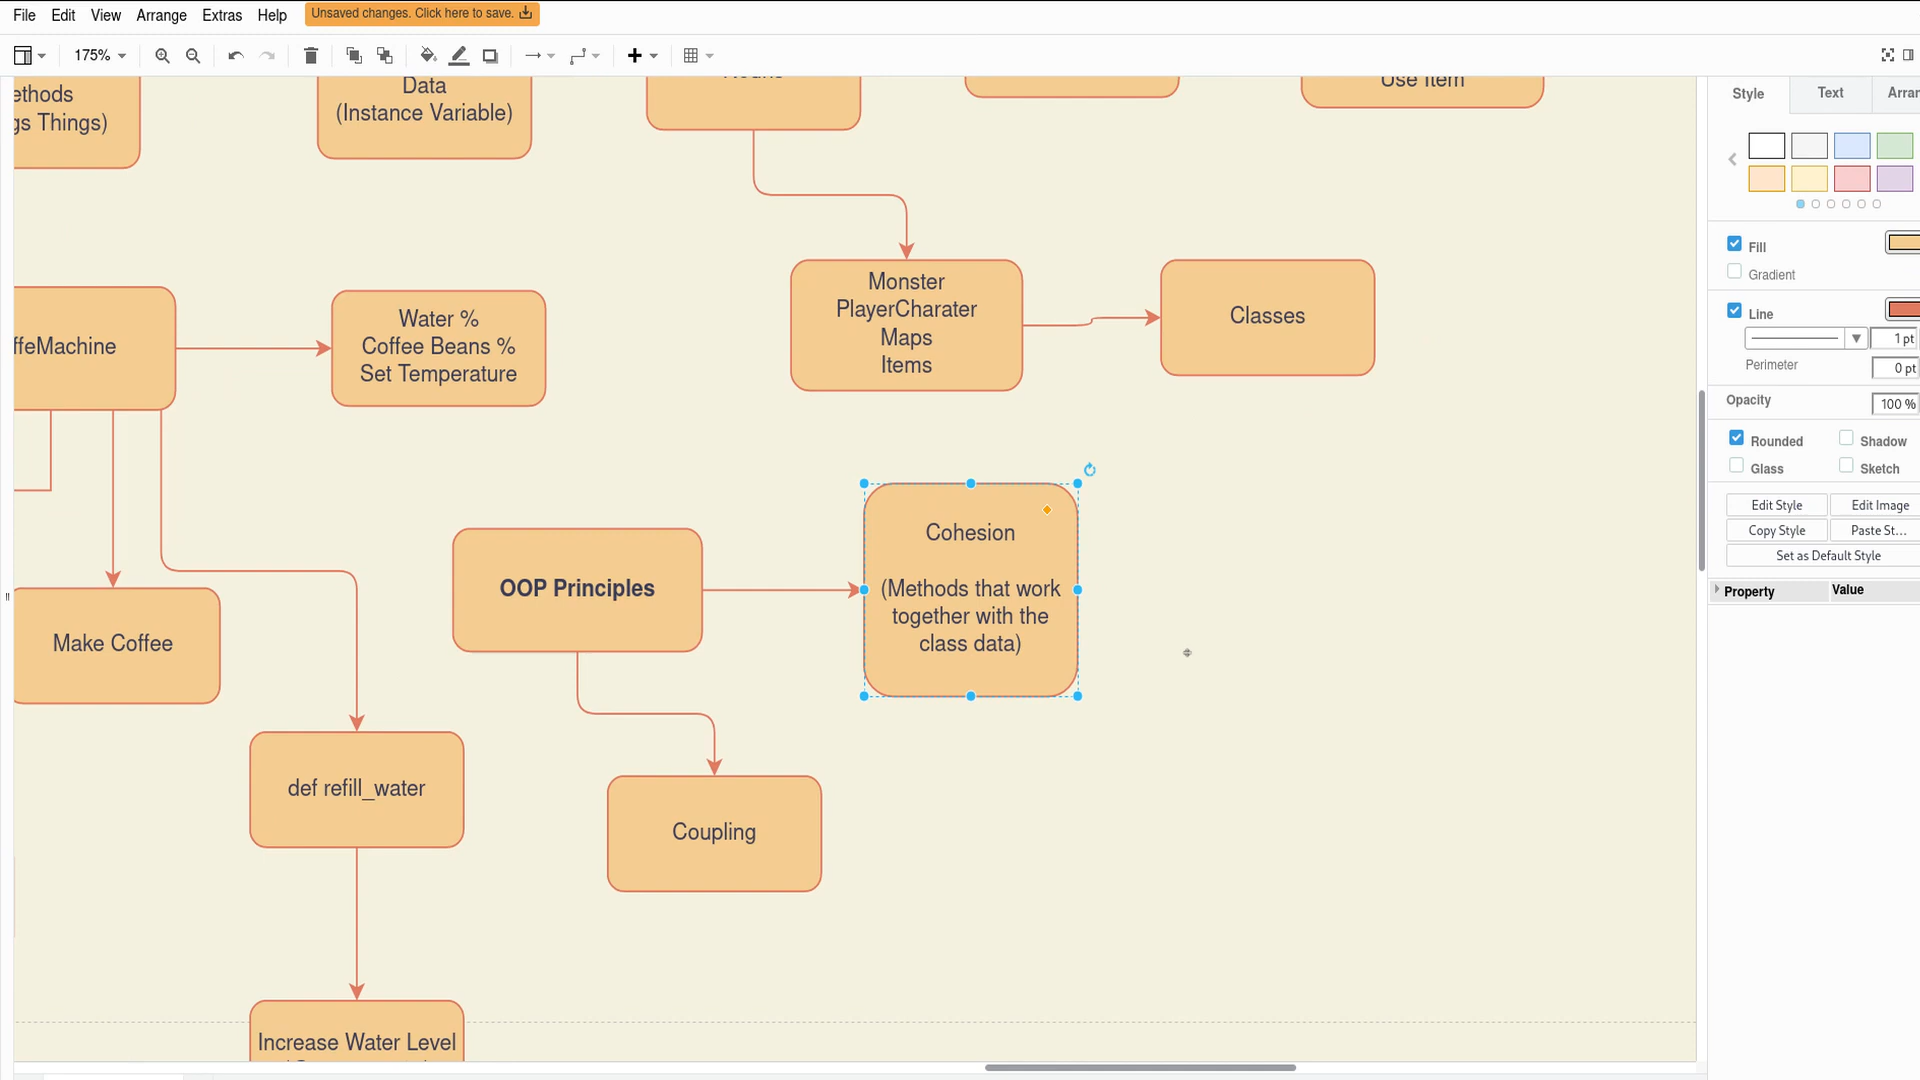 File Edit View Arrange Extras Help Unsaved changes. Click here to save.
175%
ethods
gs Things)
Data
(Instance Variable)
Use Item
Style Text Arran
Fill
Gradient
Line
1 pt
Perimeter
0 pt
Opacity
100 %
Rounded Shadow
Glass Sketch
Edit Style Edit Image
Copy Style Paste St...
Set as Default Style
Property Value
ffeMachine
Water %
Coffee Beans %
Set Temperature
Monster
PlayerCharater
Maps
Items
Classes
OOP Principles
Cohesion
(Methods that work
together with the
class data)
Make Coffee
def refill_water
Coupling
Increase Water Level